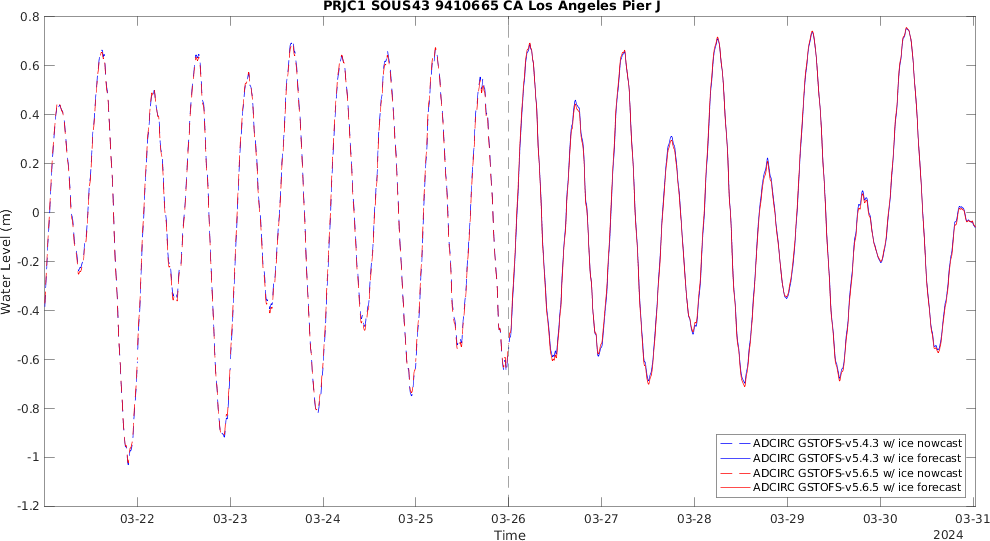 PRJC1 SOUS43 9410665 CA Los Angeles Pier J
0.8
0.6
0.4
0.2
0
-0.2
-0.4
-0.6
-0.8
-1
-1.2
Water Level (m)
ADCIRC GSTOFS-v5.4.3 w/ ice nowcast
ADCIRC GSTOFS-v5.4.3 w/ ice forecast
ADCIRC GSTOFS-v5.6.5 w/ ice nowcast
ADCIRC GSTOFS-v5.6.5 w/ ice forecast
03-22 03-23 03-24 03-25 03-26 03-27 03-28 03-29 03-30 03-31
Time
2024